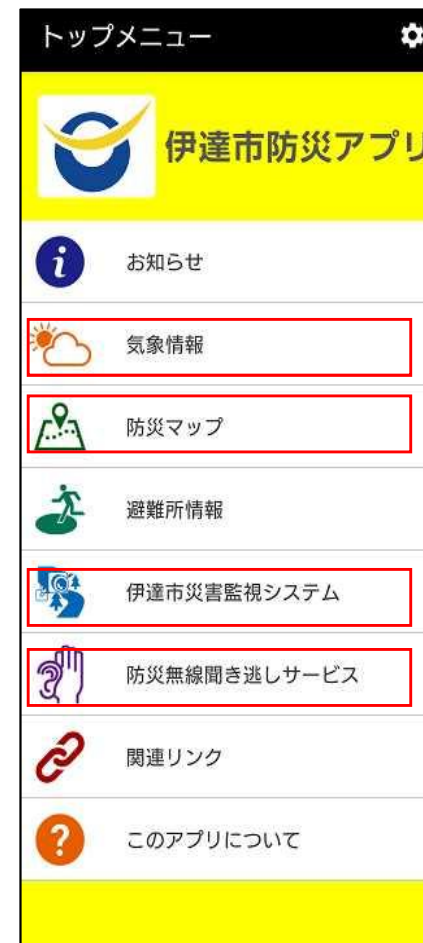 トップメニュー
伊達市防災アプリ
お知らせ
気象情報
防災マップ
避難所情報
伊達市災害監視システム
防災無線聞き逃しサービス
関連リンク
このアプリについて